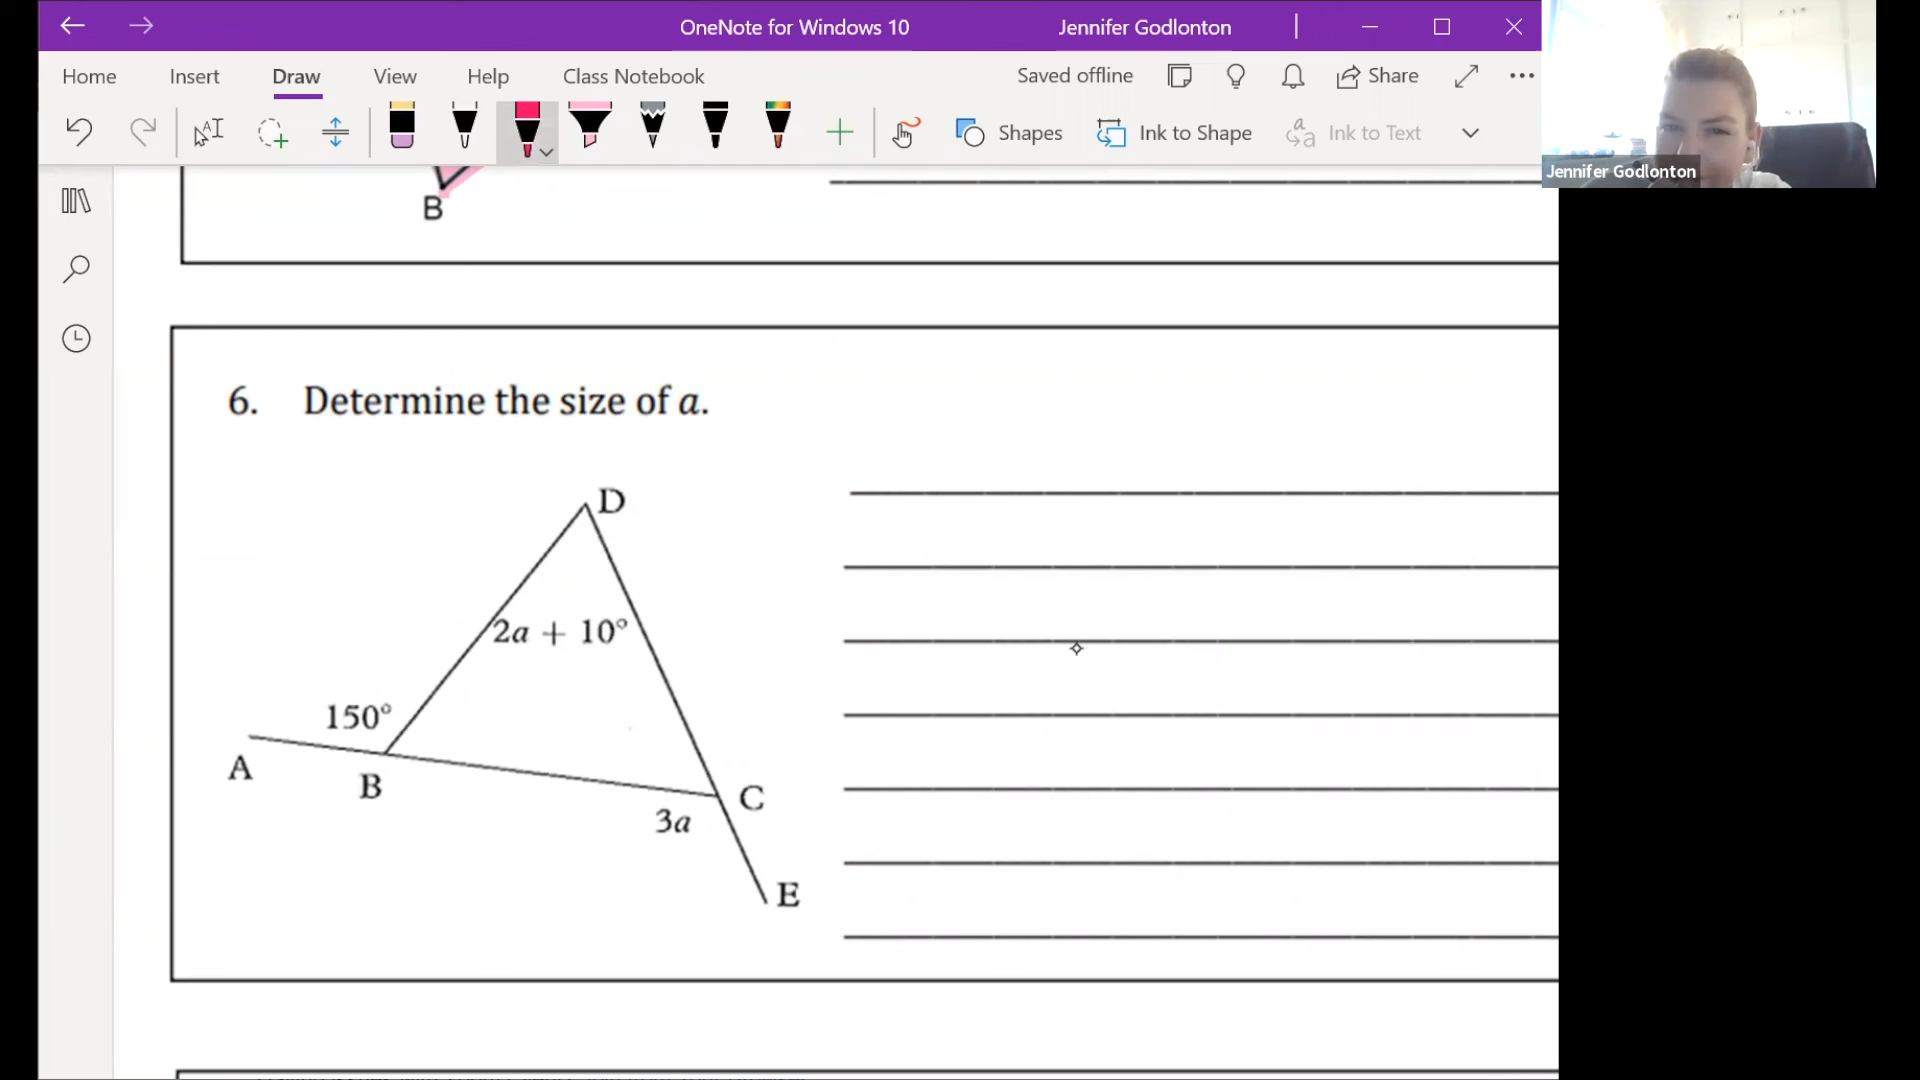 OneNote for Windows 10
Jennifer Godlonton
Home Insert Draw View Help Class Notebook
Saved offline
Share
Shapes
Ink to Shape
Ink to Text
Jennifer Godlonton
B
6. Determine the size of a.
D
2a + 10°
150°
A
B
C
3a
E